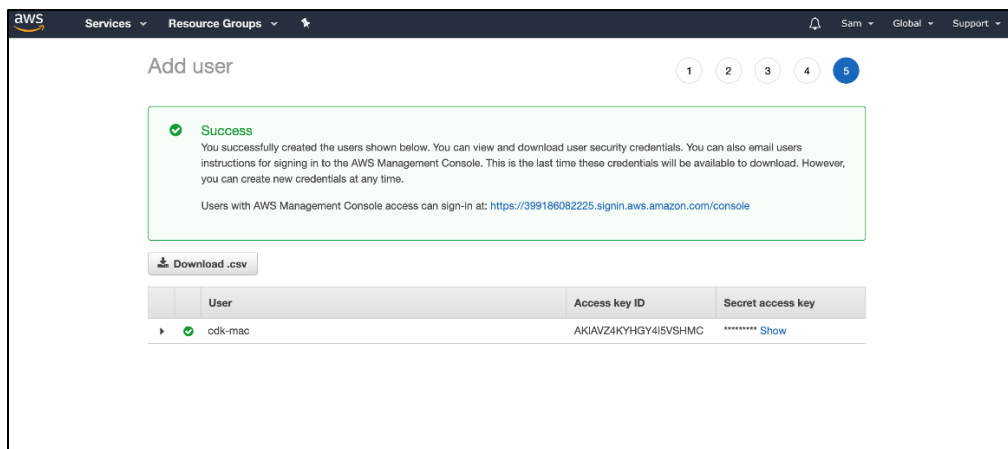 aws Services Resource Groups Sam Global Support
Add user 1 2 3 4 5
Success
You successfully created the users shown below. You can view and download user security credentials. You can also email users
instructions for signing in to the AWS Management Console. This is the last time these credentials will be available to download. However,
you can create new credentials at any time.
Users with AWS Management Console access can sign-in at: https://399186082225.signin.aws.amazon.com/console
Download .csv
User Access key ID Secret access key
cdk-mac AKIAVZ4KYHGY4I5VSHMC ********* Show